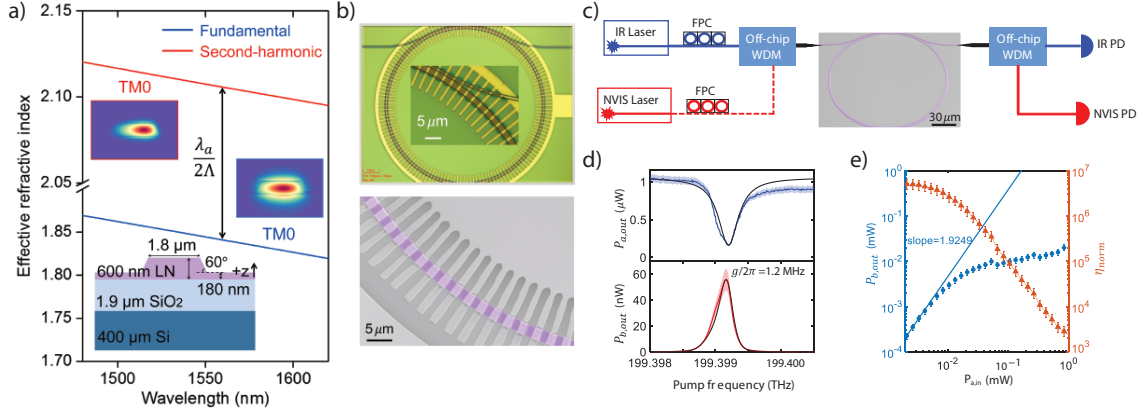 a)
2.15
2.10
2.05
1.85
1.80
1.75
1.70
Effective refractive index
Fundamental
Second-harmonic
TM0
λa
2Λ
TM0
1.8 µm
60°
+z
600 nm LN
180 nm
1.9 µm SiO2
400 µm Si
1500
1550
1600
Wavelength (nm)
b)
5 µm
5 µm
c)
IR Laser
FPC
Off-chip
WDM
NVIS Laser
FPC
30µm
Off-chip
WDM
IR PD
NVIS PD
d)
1
0.5
0
Pa,out (µW)
g/2π=1.2 MHz
60
40
20
0
Pb,out (nW)
199.398
199.399
199.400
Pump frequency (THz)
e)
10^0
10^-1
10^-2
10^-3
10^-4
Pb,out (mW)
slope=1.9249
10^7
10^6
10^5
10^4
10^3
ηnorm
10^-2
10^-1
10^0
Pa,in (mW)